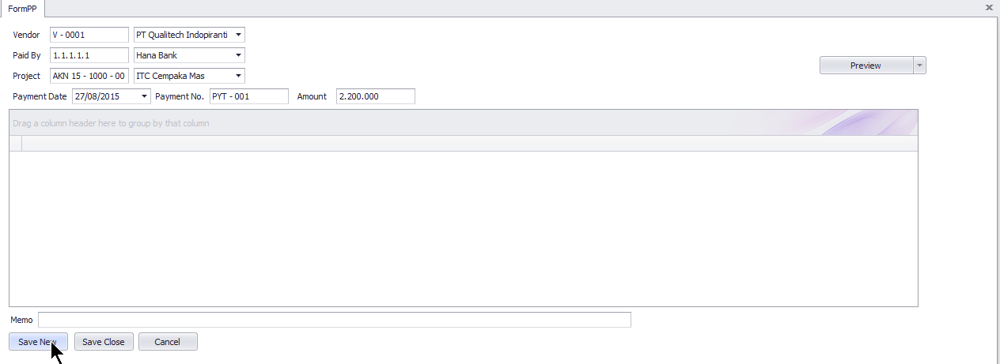 FormPP
Vendor V - 0001 PT Qualitech Indopiranti
Paid By 1.1.1.1.1 Hana Bank
Preview
Project AKN 15 - 1000 - 00 ITC Cempaka Mas
Payment Date 27/08/2015 Payment No. PYT - 001 Amount 2.200.000
Drag a column header here to group by that column
Memo
Save New Save Close Cancel